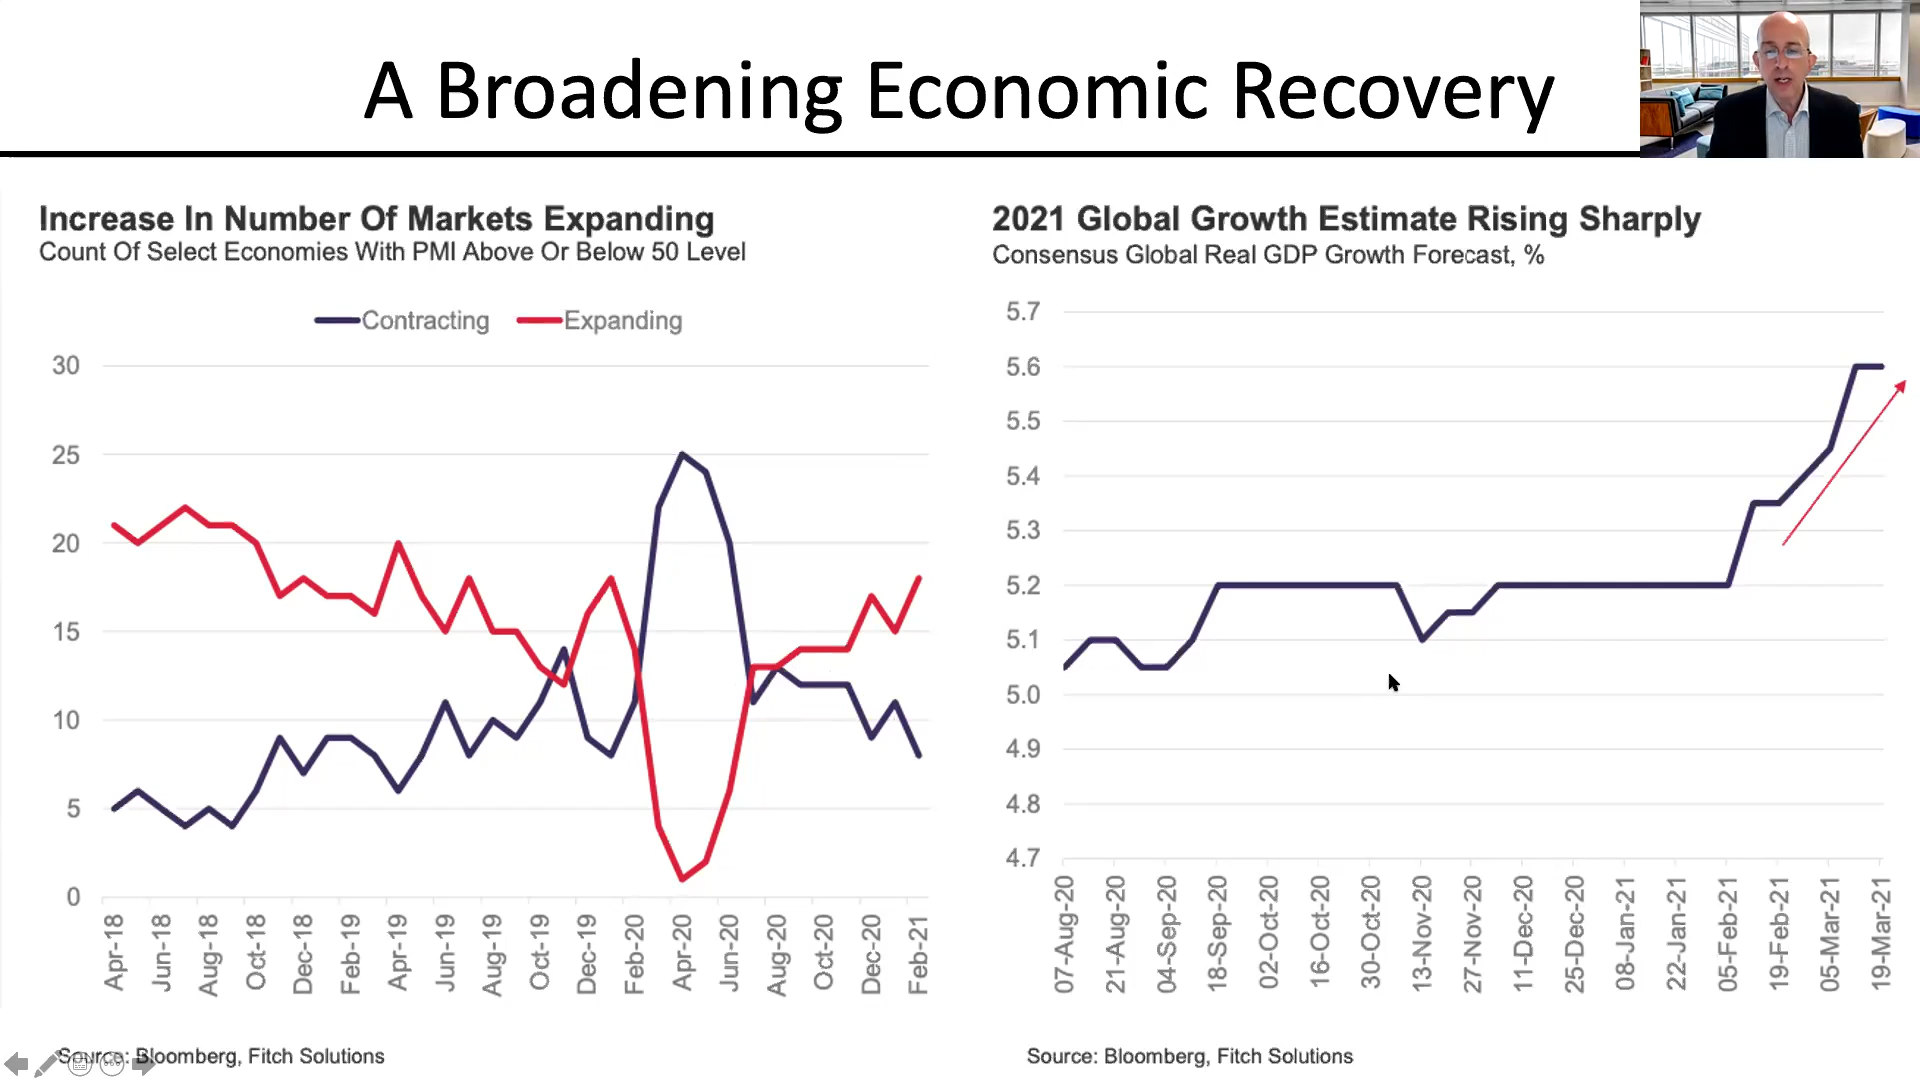 A Broadening Economic Recovery
Increase In Number Of Markets Expanding
Count Of Select Economies With PMI Above Or Below 50 Level
Contracting Expanding
30
25
20
15
10
5
0
Apr-18 Jun-18 Aug-18 Oct-18 Dec-18 Feb-19 Apr-19 Jun-19 Aug-19 Oct-19 Dec-19 Feb-20 Apr-20 Jun-20 Aug-20 Oct-20 Dec-20 Feb-21
Source: Bloomberg, Fitch Solutions
2021 Global Growth Estimate Rising Sharply
Consensus Global Real GDP Growth Forecast, %
5.7
5.6
5.5
5.4
5.3
5.2
5.1
5.0
4.9
4.8
4.7
07-Aug-20 21-Aug-20 04-Sep-20 18-Sep-20 02-Oct-20 16-Oct-20 30-Oct-20 13-Nov-20 27-Nov-20 11-Dec-20 25-Dec-20 08-Jan-21 22-Jan-21 05-Feb-21 19-Feb-21 05-Mar-21 19-Mar-21
Source: Bloomberg, Fitch Solutions